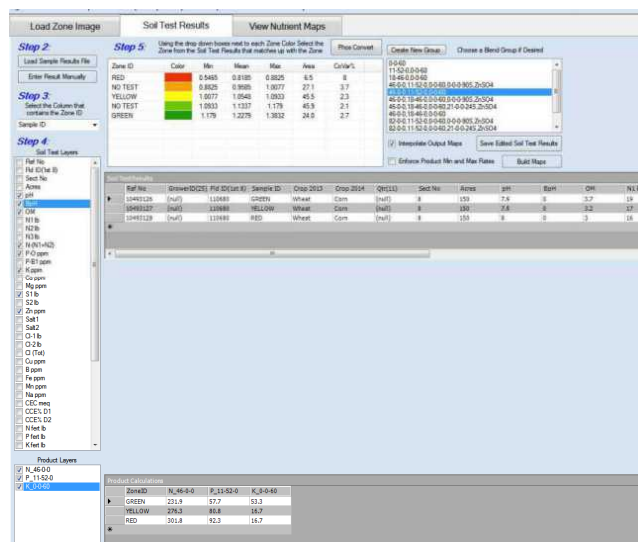 Load Zone Image
Soil Test Results
View Nutrient Maps
Step 2:
Load Sample Results File
Enter Result Manually
Step 3:
Select the Column that
contains the Zone ID
Sample ID
Step 4:
Soil Test Layers
Ref No
Fld ID(1st 8)
Sect No
Acres
pH
BpH
OM
N1 lb
N2 lb
N3 lb
N-(N1+N2)
P-O ppm
P-B1 ppm
K ppm
Ca ppm
Mg ppm
S1 lb
S2 lb
Zn ppm
Salt1
Salt2
Cl-1 lb
Cl-2 lb
Cl (Tot)
Cu ppm
B ppm
Fe ppm
Mn ppm
Na ppm
CEC meq
CCE% D1
CCE% D2
N fert lb
P fert lb
K fert lb
Product Layers
N_46-0-0
P_11-52-0
K_0-0-60
Step 5:
Using the drop down boxes next to each Zone Color Select the
Zone from the Soil Test Results that matches up with the Zone
Phos Convert
Zone ID Color Min Mean Max Area CoVar%
RED 0.5465 0.8185 0.8825 6.5 8
NO TEST 0.8825 0.9585 1.0077 27.1 3.7
YELLOW 1.0077 1.0548 1.0933 45.5 2.3
NO TEST 1.0933 1.1337 1.179 45.9 2.1
GREEN 1.179 1.2279 1.3832 24.0 2.7
Create New Group
Choose a Blend Group if Desired
0-0-60
11-52-0,0-0-60
18-46-0,0-0-60
46-0-0,11-52-0,0-0-60,0-0-0-90S,ZnSO4
46-0-0,11-52-0,0-0-60
46-0-0,18-46-0,0-0-60,0-0-0-90S,ZnSO4
46-0-0,18-46-0,0-0-60,21-0-0-24S,ZnSO4
46-0-0,18-46-0,0-0-60
82-0-0,11-52-0,0-0-60,21-0-0-24S,ZnSO4
Interpolate Output Maps
Save Edited Soil Test Results
Enforce Product Min and Max Rates
Build Maps
Soil Test Results
Ref No GrowerID(25) Fld ID(1st 8) Sample ID Crop 2013 Crop 2014 Qtr(11) Sect No Acres pH BpH OM N1
10493126 (null) 110680 GREEN Wheat Corn (null) 8 150 7.6 0 3.7 19
10493127 (null) 110680 YELLOW Wheat Corn (null) 8 150 7.8 0 3.2 17
10493128 (null) 110680 RED Wheat Corn (null) 8 150 8 0 3 16
Product Calculations
ZoneID N_46-0-0 P_11-52-0 K_0-0-60
GREEN 231.9 57.7 53.3
YELLOW 276.3 80.8 16.7
RED 301.8 92.3 16.7